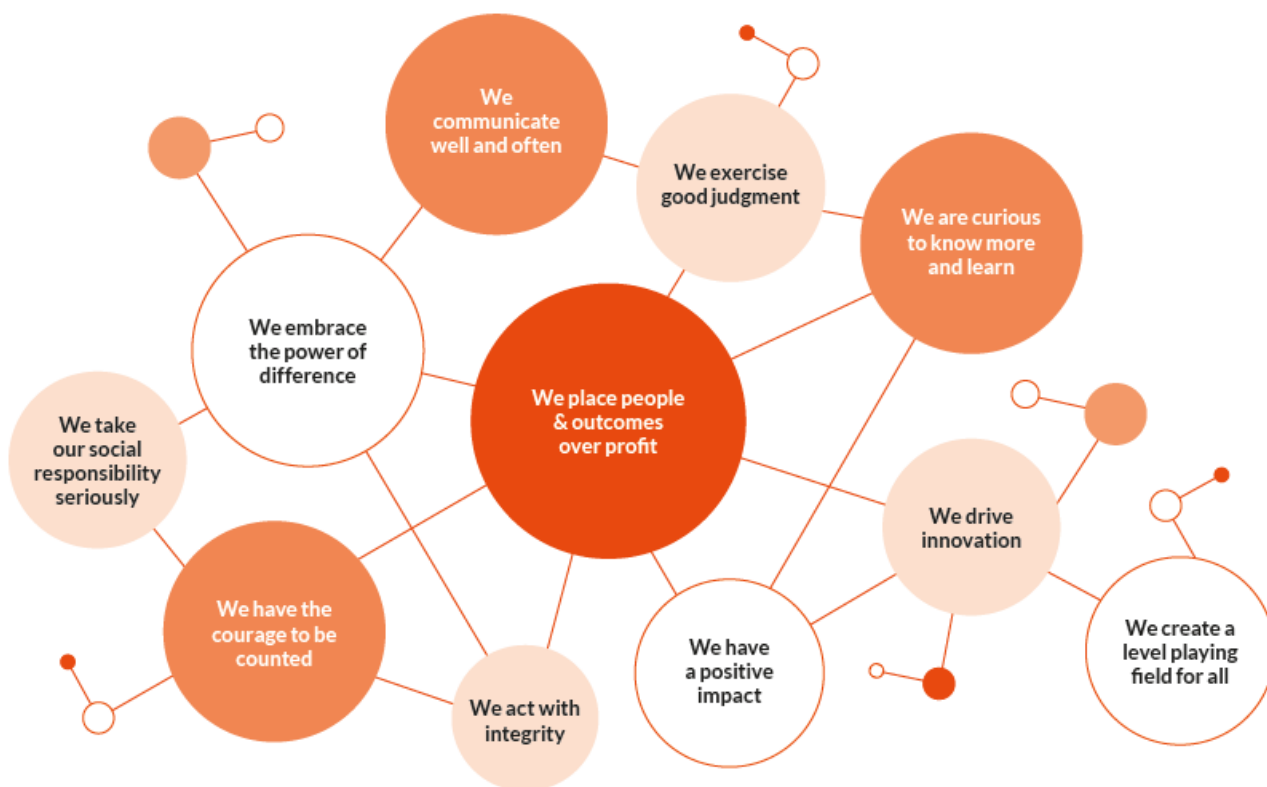 We
communicate
well and often
We exercise
good judgment
We are curious
to know more
and learn
We embrace
the power of
difference
We place people
& outcomes
over profit
We take
our social
responsibility
seriously
We drive
innovation
We have the
courage to be
counted
We have
a positive
impact
We create a
level playing
field for all
We act with
integrity